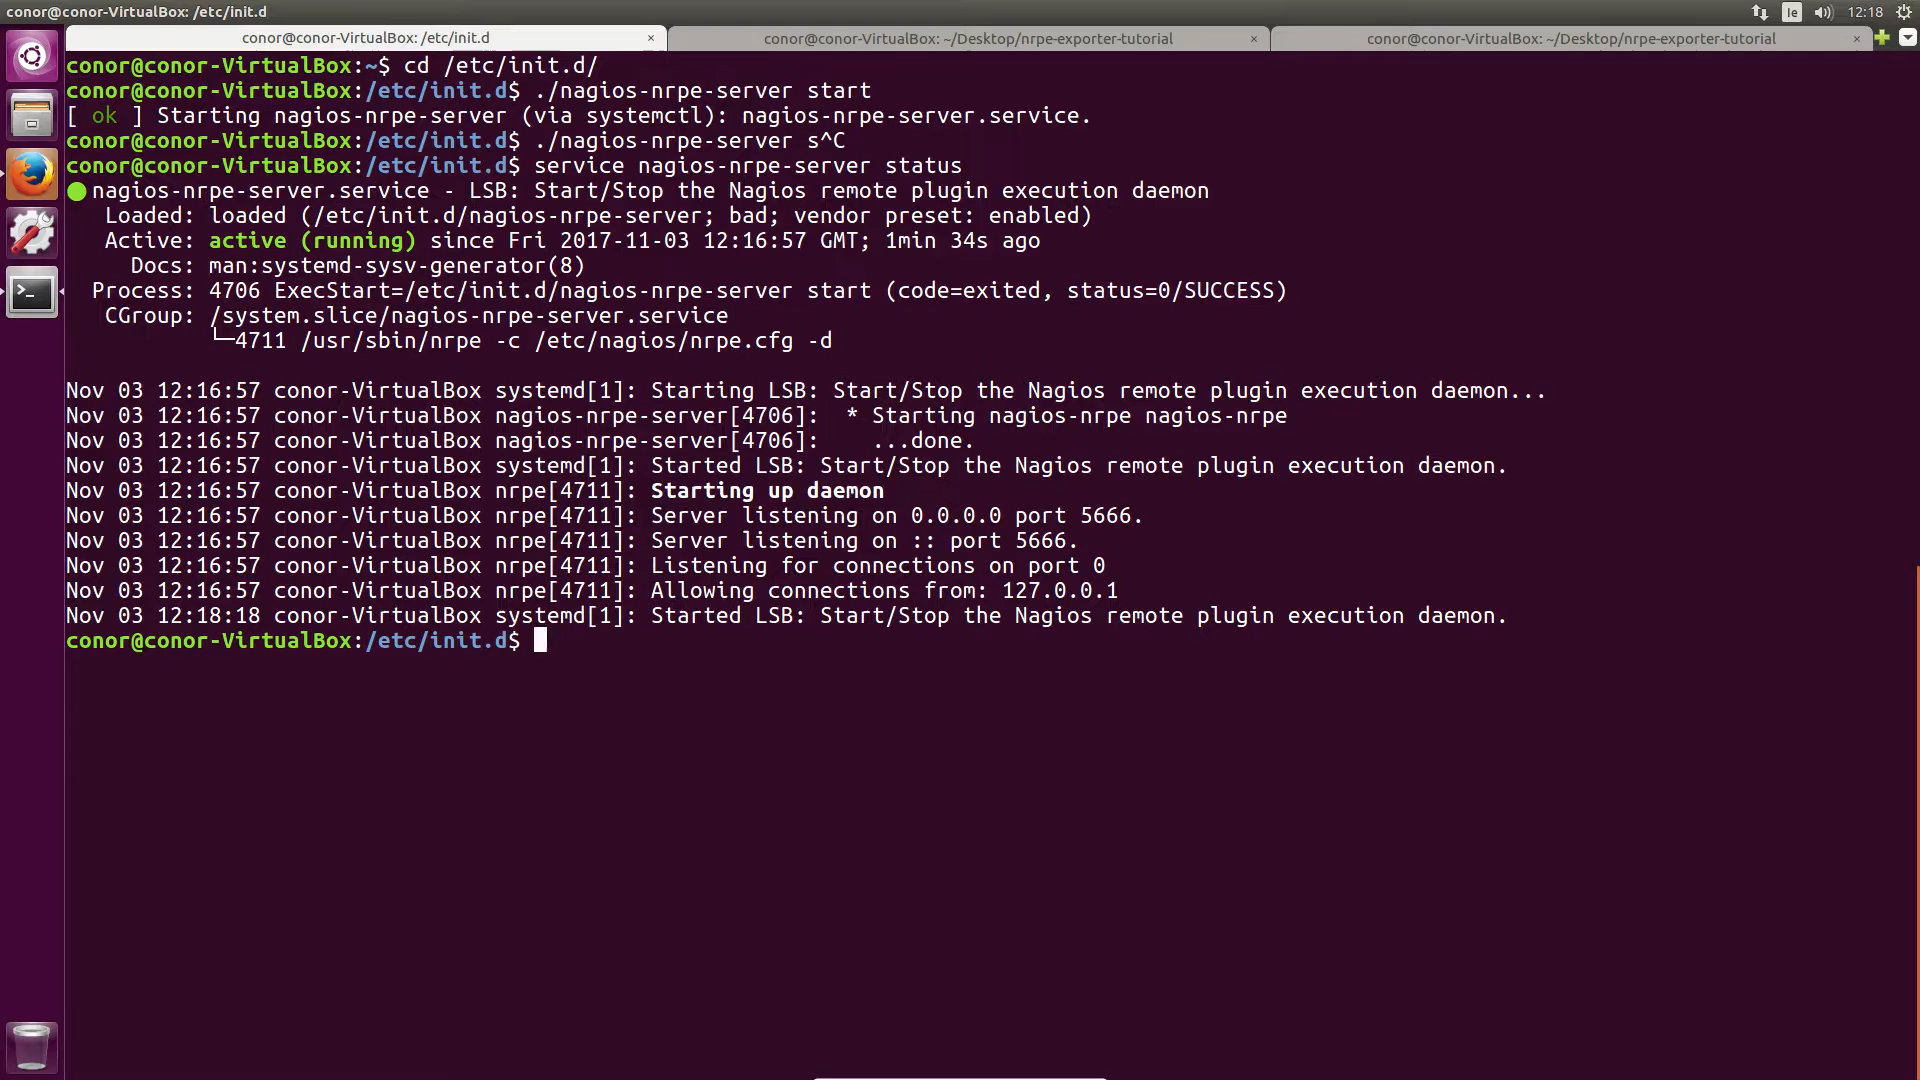 conor@conor-VirtualBox: /etc/init.d
Ie
12:18
conor@conor-VirtualBox: /etc/init.d ×
conor@conor-VirtualBox: ~/Desktop/nrpe-exporter-tutorial ×
conor@conor-VirtualBox: ~/Desktop/nrpe-exporter-tutorial ×
conor@conor-VirtualBox:~$ cd /etc/init.d/
conor@conor-VirtualBox:/etc/init.d$ ./nagios-nrpe-server start
[ ok ] Starting nagios-nrpe-server (via systemctl): nagios-nrpe-server.service.
conor@conor-VirtualBox:/etc/init.d$ ./nagios-nrpe-server s^C
conor@conor-VirtualBox:/etc/init.d$ service nagios-nrpe-server status
● nagios-nrpe-server.service - LSB: Start/Stop the Nagios remote plugin execution daemon
   Loaded: loaded (/etc/init.d/nagios-nrpe-server; bad; vendor preset: enabled)
   Active: active (running) since Fri 2017-11-03 12:16:57 GMT; 1min 34s ago
     Docs: man:systemd-sysv-generator(8)
  Process: 4706 ExecStart=/etc/init.d/nagios-nrpe-server start (code=exited, status=0/SUCCESS)
   CGroup: /system.slice/nagios-nrpe-server.service
           └─4711 /usr/sbin/nrpe -c /etc/nagios/nrpe.cfg -d
Nov 03 12:16:57 conor-VirtualBox systemd[1]: Starting LSB: Start/Stop the Nagios remote plugin execution daemon...
Nov 03 12:16:57 conor-VirtualBox nagios-nrpe-server[4706]:  * Starting nagios-nrpe nagios-nrpe
Nov 03 12:16:57 conor-VirtualBox nagios-nrpe-server[4706]:    ...done.
Nov 03 12:16:57 conor-VirtualBox systemd[1]: Started LSB: Start/Stop the Nagios remote plugin execution daemon.
Nov 03 12:16:57 conor-VirtualBox nrpe[4711]: Starting up daemon
Nov 03 12:16:57 conor-VirtualBox nrpe[4711]: Server listening on 0.0.0.0 port 5666.
Nov 03 12:16:57 conor-VirtualBox nrpe[4711]: Server listening on :: port 5666.
Nov 03 12:16:57 conor-VirtualBox nrpe[4711]: Listening for connections on port 0
Nov 03 12:16:57 conor-VirtualBox nrpe[4711]: Allowing connections from: 127.0.0.1
Nov 03 12:18:18 conor-VirtualBox systemd[1]: Started LSB: Start/Stop the Nagios remote plugin execution daemon.
conor@conor-VirtualBox:/etc/init.d$